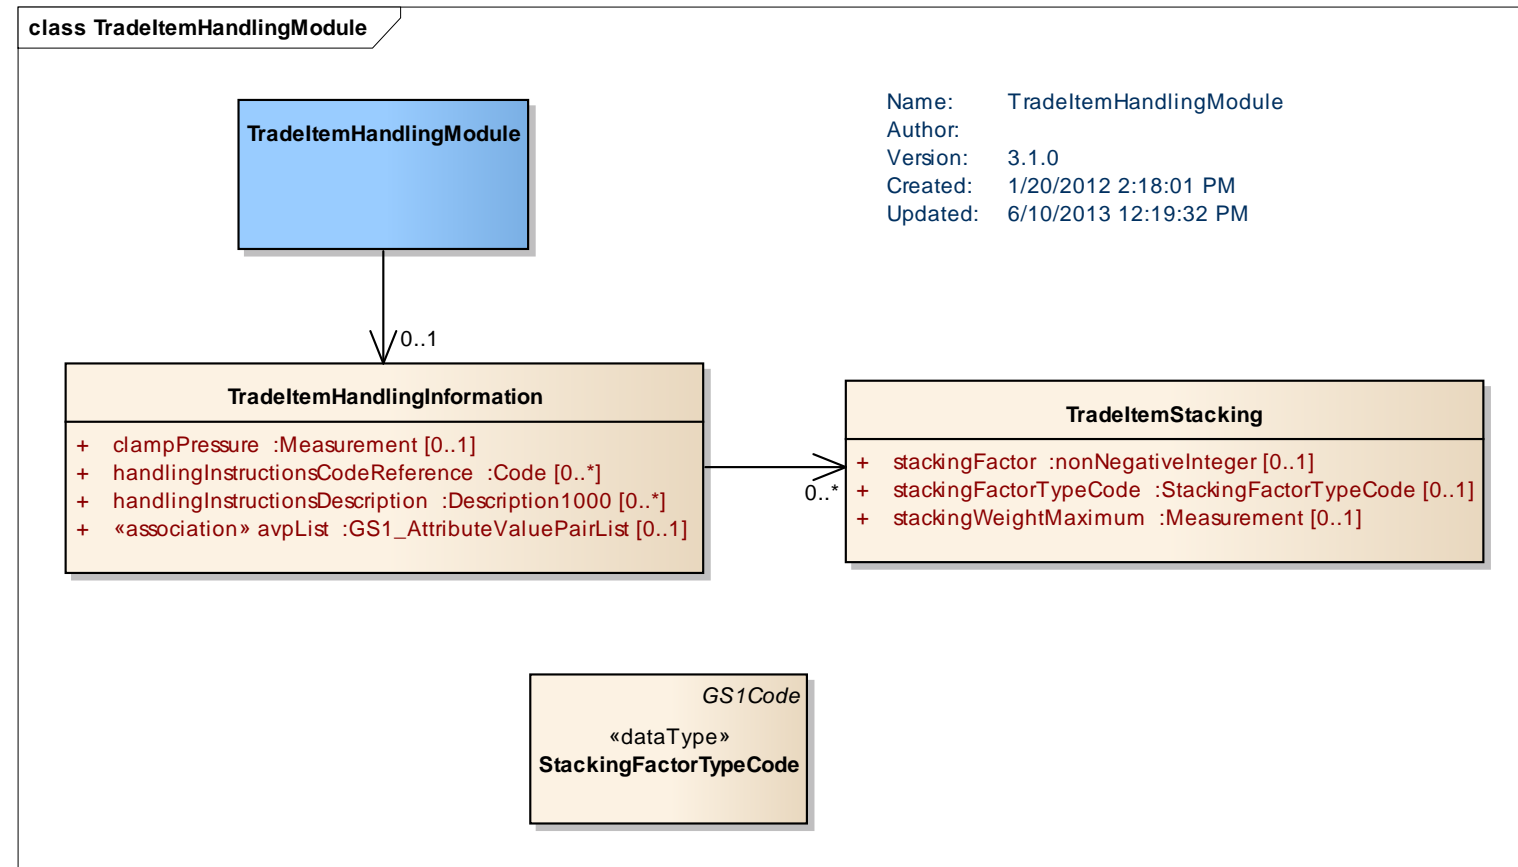 class TradeItemHandlingModule
TradeItemHandlingModule
Name: TradeItemHandlingModule
Author:
Version: 3.1.0
Created: 1/20/2012 2:18:01 PM
Updated: 6/10/2013 12:19:32 PM
0..1
TradeItemHandlingInformation
+ clampPressure :Measurement [0..1]
+ handlingInstructionsCodeReference :Code [0..*]
+ handlingInstructionsDescription :Description1000 [0..*]
+ «association» avpList :GS1_AttributeValuePairList [0..1]
0..*
TradeItemStacking
+ stackingFactor :nonNegativeInteger [0..1]
+ stackingFactorTypeCode :StackingFactorTypeCode [0..1]
+ stackingWeightMaximum :Measurement [0..1]
GS1Code
«dataType»
StackingFactorTypeCode